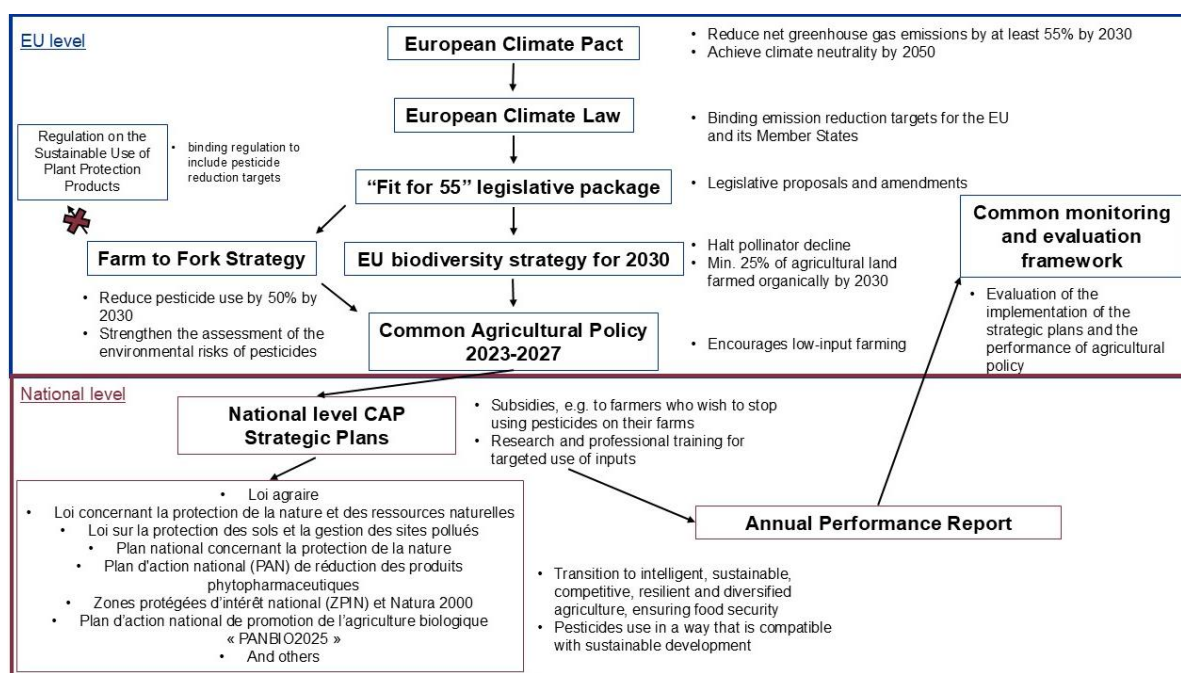 EU level
European Climate Pact
• Reduce net greenhouse gas emissions by at least 55% by 2030
• Achieve climate neutrality by 2050
European Climate Law
• Binding emission reduction targets for the EU
and its Member States
Regulation on the
Sustainable Use of
Plant Protection
Products
• binding regulation to
include pesticide
reduction targets
“Fit for 55” legislative package
• Legislative proposals and amendments
Common monitoring
and evaluation
framework
• Evaluation of the
implementation of the
strategic plans and the
performance of agricultural
policy
Farm to Fork Strategy
• Reduce pesticide use by 50% by
2030
• Strengthen the assessment of the
environmental risks of pesticides
EU biodiversity strategy for 2030
• Halt pollinator decline
• Min. 25% of agricultural land
farmed organically by 2030
Common Agricultural Policy
2023-2027
• Encourages low-input farming
National level
National level CAP
Strategic Plans
• Subsidies, e.g. to farmers who wish to stop
using pesticides on their farms
• Research and professional training for
targeted use of inputs
• Loi agraire
• Loi concernant la protection de la nature et des ressources naturelles
• Loi sur la protection des sols et la gestion des sites pollués
• Plan national concernant la protection de la nature
• Plan d'action national (PAN) de réduction des produits
phytopharmaceutiques
• Zones protégées d’intérêt national (ZPIN) et Natura 2000
• Plan d’action national de promotion de l’agriculture biologique
« PANBIO2025 »
• And others
Annual Performance Report
• Transition to intelligent, sustainable,
competitive, resilient and diversified
agriculture, ensuring food security
• Pesticides use in a way that is compatible
with sustainable development